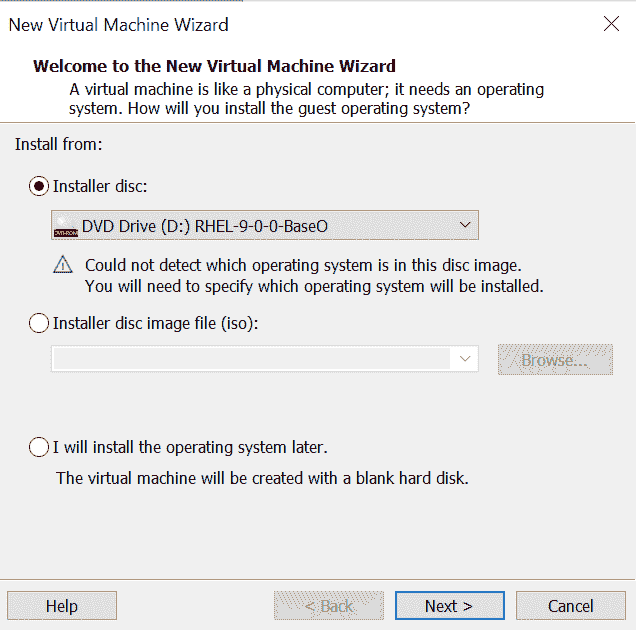 New Virtual Machine Wizard
Welcome to the New Virtual Machine Wizard
A virtual machine is like a physical computer; it needs an operating
system. How will you install the guest operating system?
Install from:
Installer disc:
DVD Drive (D:) RHEL-9-0-0-BaseO
Could not detect which operating system is in this disc image.
You will need to specify which operating system will be installed.
Installer disc image file (iso):
Browse...
I will install the operating system later.
The virtual machine will be created with a blank hard disk.
Help
< Back
Next >
Cancel